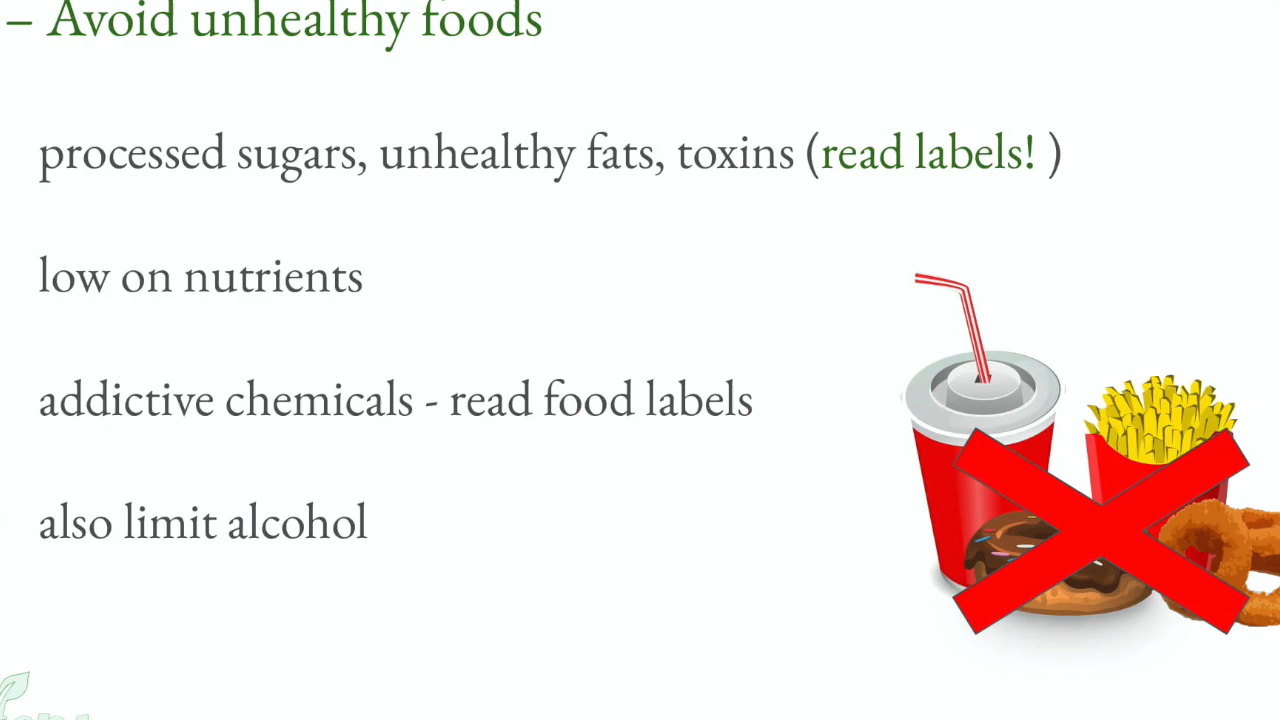 – Avoid unhealthy foods
processed sugars, unhealthy fats, toxins (read labels! )
low on nutrients
addictive chemicals - read food labels
also limit alcohol